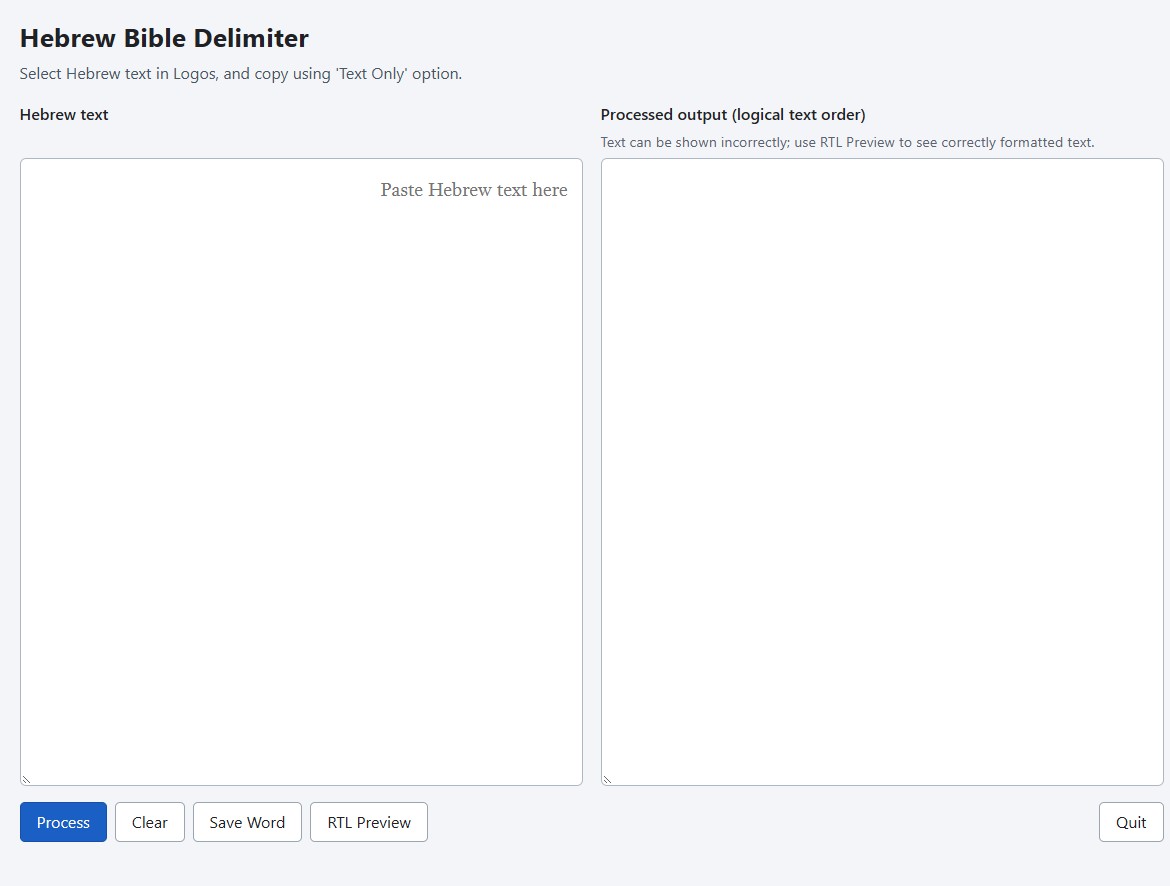 Hebrew Bible Delimiter
Select Hebrew text in Logos, and copy using 'Text Only' option.
Hebrew text
Processed output (logical text order)
Text can be shown incorrectly; use RTL Preview to see correctly formatted text.
Paste Hebrew text here
Process
Clear
Save Word
RTL Preview
Quit